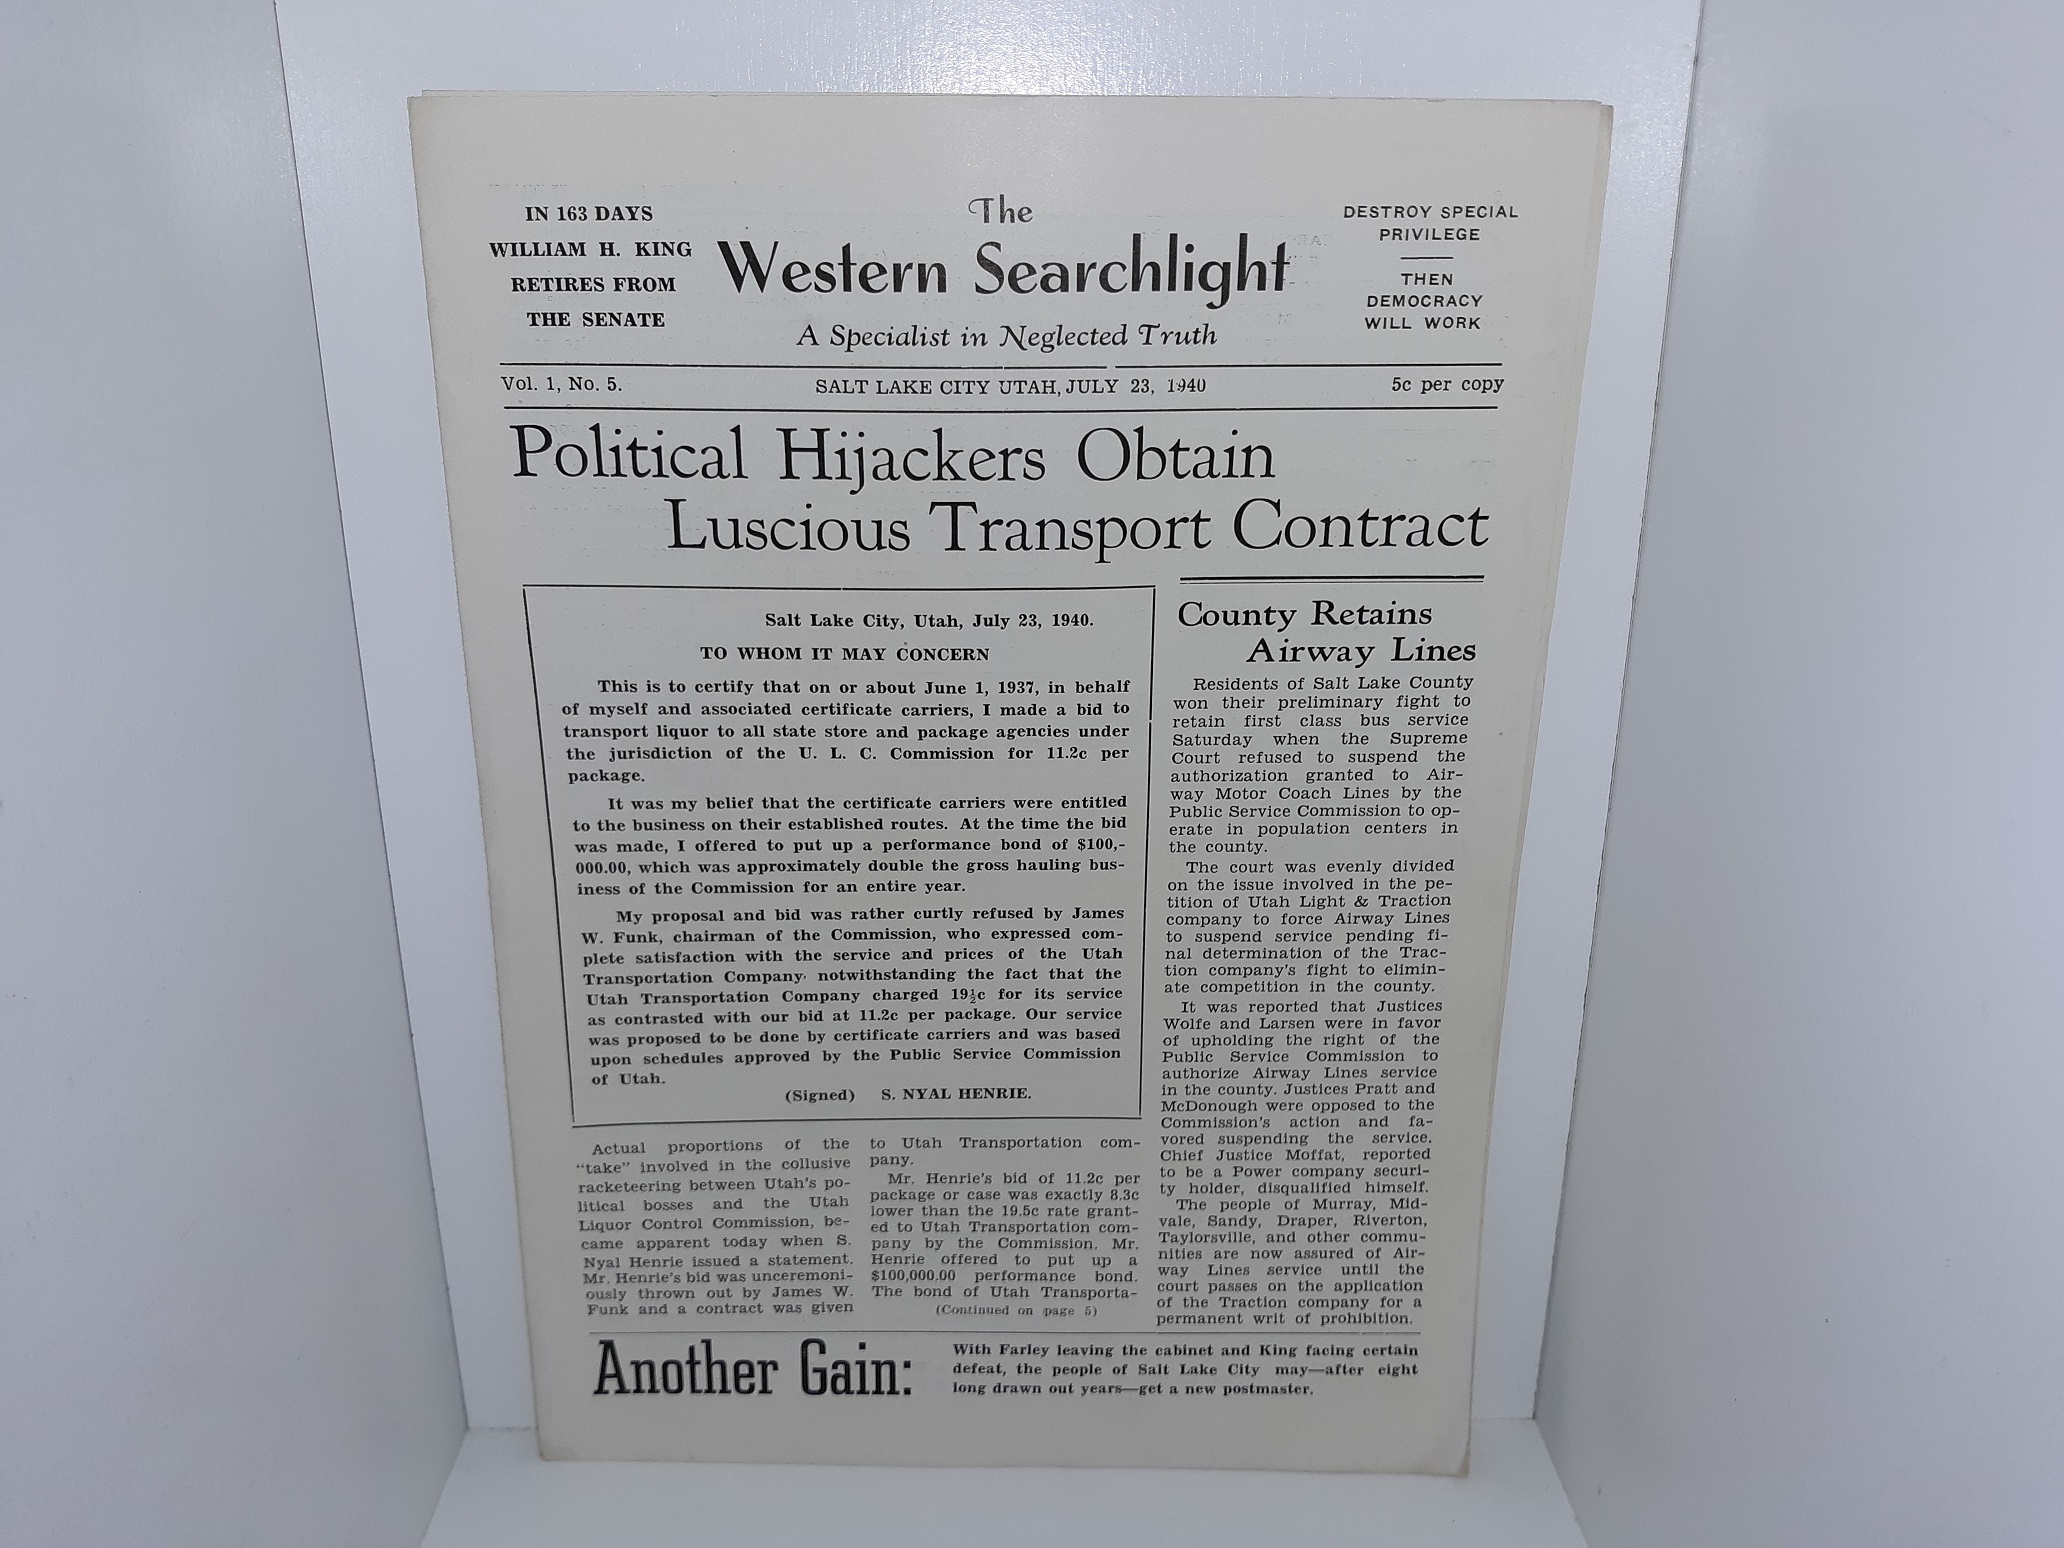 IN 163 DAYS
WILLIAM H. KING
RETIRES FROM
THE SENATE
The
Western Searchlight
A Specialist in Neglected Truth
DESTROY SPECIAL
PRIVILEGE
THEN
DEMOCRACY
WILL WORK
Vol. 1, No. 5. SALT LAKE CITY UTAH, JULY 23, 1940 5c per copy
Political Hijackers Obtain
Luscious Transport Contract
Salt Lake City, Utah, July 23, 1940.
TO WHOM IT MAY CONCERN
This is to certify that on or about June 1, 1937, in behalf
of myself and associated certificate carriers, I made a bid to
transport liquor to all state store and package agencies under
the jurisdiction of the U. L. C. Commission for 11.2c per
package.
It was my belief that the certificate carriers were entitled
to the business on their established routes. At the time the bid
was made, I offered to put up a performance bond of $100,-
000.00, which was approximately double the gross hauling bus-
iness of the Commission for an entire year.
My proposal and bid was rather curtly refused by James
W. Funk, chairman of the Commission, who expressed com-
plete satisfaction with the service and prices of the Utah
Transportation Company notwithstanding the fact that the
Utah Transportation Company charged 19½c for its service
as contrasted with our bid at 11.2c per package. Our service
was proposed to be done by certificate carriers and was based
upon schedules approved by the Public Service Commission
of Utah.
(Signed) S. NYAL HENRIE.
Actual proportions of the
"take" involved in the collusive
racketeering between Utah's po-
litical bosses and the Utah
Liquor Control Commission, be-
came apparent today when S.
Nyal Henrie issued a statement.
Mr. Henrie's bid was unceremoni-
ously thrown out by James W.
Funk and a contract was given
to Utah Transportation com-
pany.
Mr. Henrie's bid of 11.2c per
package or case was exactly 8.3c
lower than the 19.5c rate grant-
ed to Utah Transportation com-
pany by the Commission. Mr.
Henrie offered to put up a
$100,000.00 performance bond.
The bond of Utah Transporta-
(Continued on page 5)
County Retains
Airway Lines
Residents of Salt Lake County
won their preliminary fight to
retain first class bus service
Saturday when the Supreme
Court refused to suspend the
authorization granted to Air-
way Motor Coach Lines by the
Public Service Commission to op-
erate in population centers in
the county.
The court was evenly divided
on the issue involved in the pe-
tition of Utah Light & Traction
company to force Airway Lines
to suspend service pending fi-
nal determination of the Trac-
tion company's fight to elimin-
ate competition in the county.
It was reported that Justices
Wolfe and Larsen were in favor
of upholding the right of the
Public Service Commission to
authorize Airway Lines service
in the county. Justices Pratt and
McDonough were opposed to the
Commission's action and fa-
vored suspending the service.
Chief Justice Moffat, reported
to be a Power company securi-
ty holder, disqualified himself.
The people of Murray, Mid-
vale, Sandy, Draper, Riverton,
Taylorsville, and other commu-
nities are now assured of Air-
way Lines service until the
court passes on the application
of the Traction company for a
permanent writ of prohibition.
Another Gain:
With Farley leaving the cabinet and King facing certain
defeat, the people of Salt Lake City may—after eight
long drawn out years—get a new postmaster.